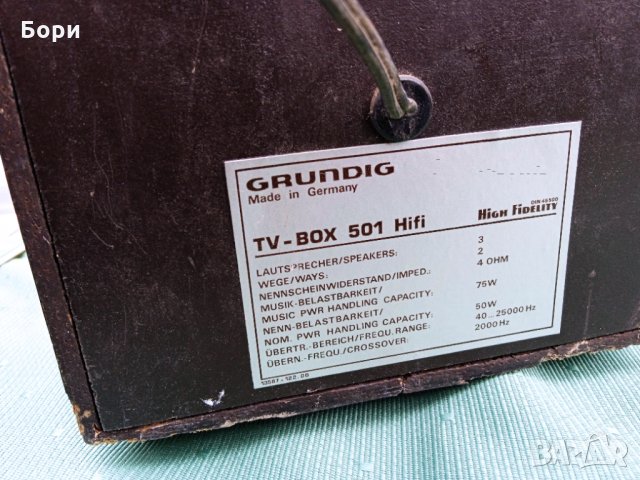 Бори
GRUNDIG
Made in Germany
DIN 45500
TV-BOX 501 Hifi HIGH FIDELITY
LAUTSPRECHER/SPEAKERS: 3
WEGE/WAYS: 2
NENNSCHEINWIDERSTAND/IMPED.: 4 OHM
MUSIK-BELASTBARKEIT/
MUSIC PWR HANDLING CAPACITY: 75W
NENN-BELASTBARKEIT/
NOM. PWR HANDLING CAPACITY: 50W
ÜBERTR.-BEREICH/FREQU. RANGE: 40...25000 Hz
ÜBERN.-FREQU./CROSSOVER: 2000 Hz
BAZAR